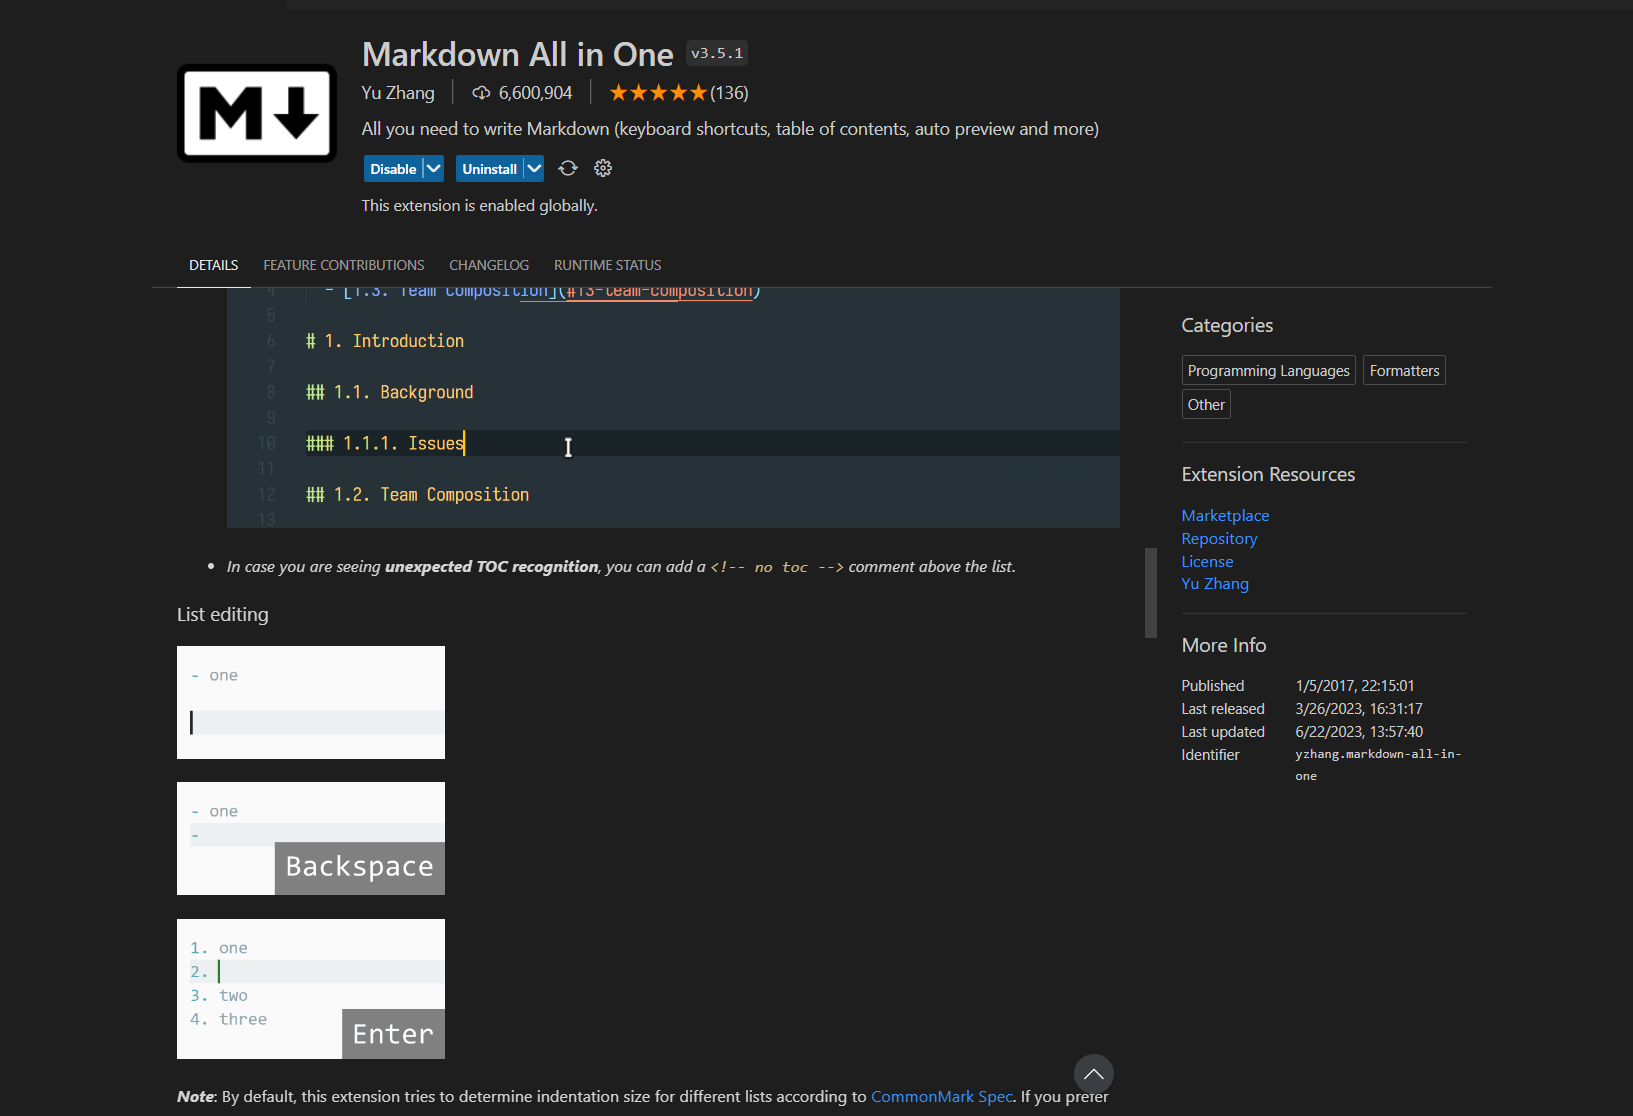 M
Markdown All in One v3.5.1
Yu Zhang 6,600,904 ★★★★★(136)
All you need to write Markdown (keyboard shortcuts, table of contents, auto preview and more)
Disable Uninstall
This extension is enabled globally.
DETAILS FEATURE CONTRIBUTIONS CHANGELOG RUNTIME STATUS
4 - [1.3. Team Composition](#13-team-composition)
5
6 # 1. Introduction
7
8 ## 1.1. Background
9
10 ### 1.1.1. Issues
11
12 ## 1.2. Team Composition
13
• In case you are seeing unexpected TOC recognition, you can add a <!-- no toc --> comment above the list.
List editing
- one
- one
-
Backspace
1. one
2.
3. two
4. three
Enter
Note: By default, this extension tries to determine indentation size for different lists according to CommonMark Spec. If you prefer
Categories
Programming Languages Formatters
Other
Extension Resources
Marketplace
Repository
License
Yu Zhang
More Info
Published 1/5/2017, 22:15:01
Last released 3/26/2023, 16:31:17
Last updated 6/22/2023, 13:57:40
Identifier yzhang.markdown-all-in-
one